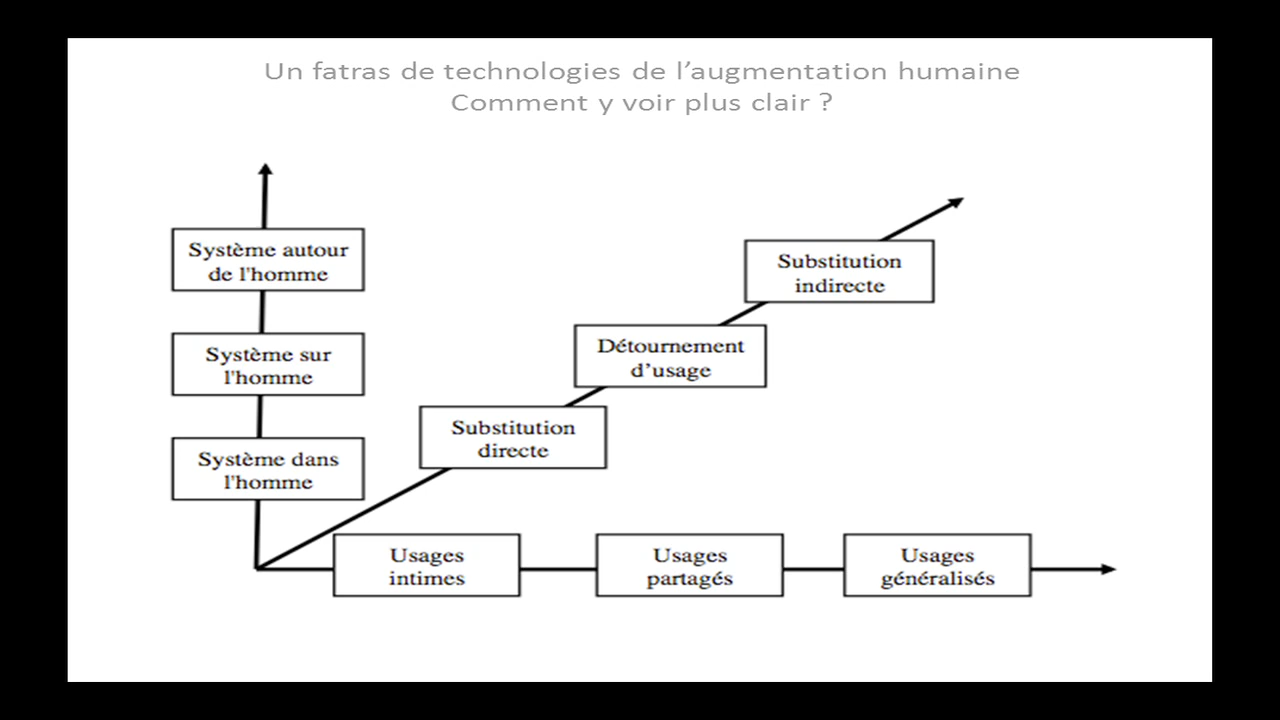 Un fatras de technologies de l’augmentation humaine
Comment y voir plus clair ?
Système autour
de l'homme
Système sur
l'homme
Système dans
l'homme
Substitution
indirecte
Détournement
d’usage
Substitution
directe
Usages
intimes
Usages
partagés
Usages
généralisés